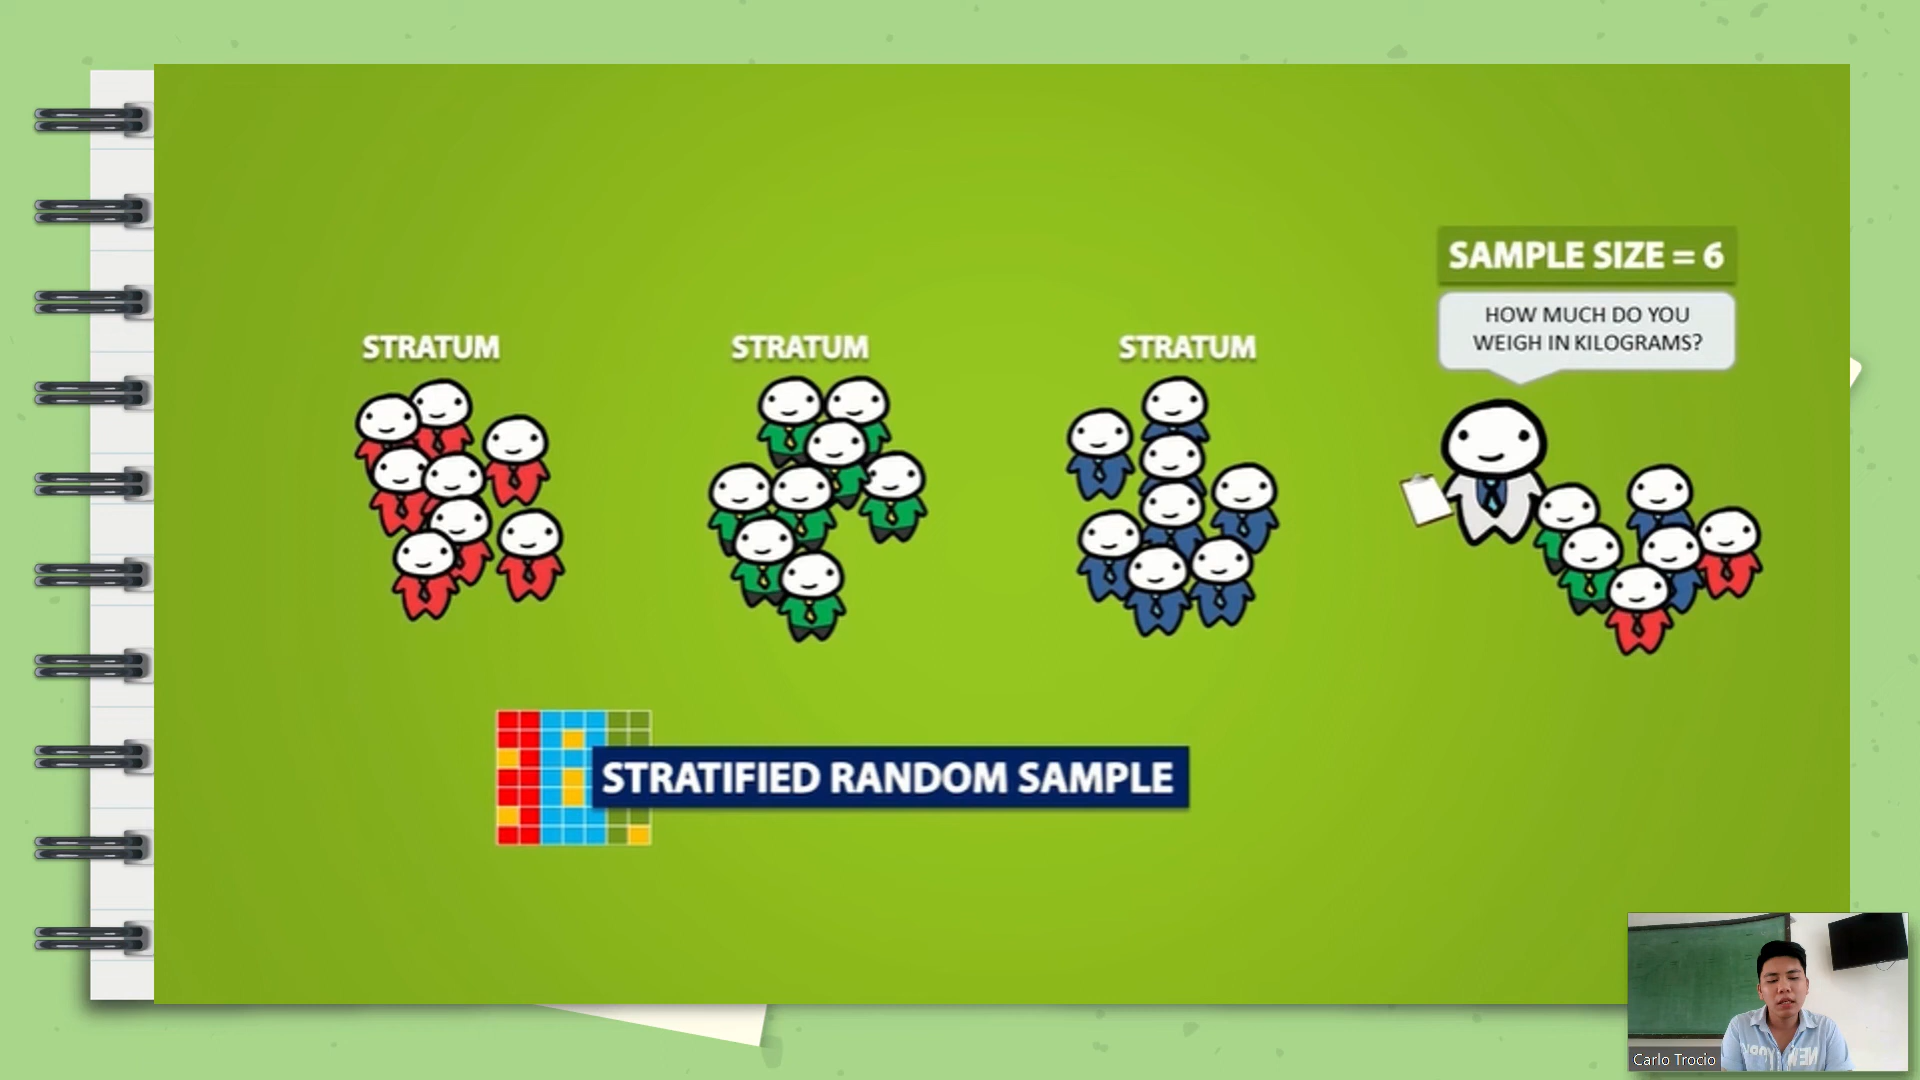 SAMPLE SIZE = 6
HOW MUCH DO YOU
WEIGH IN KILOGRAMS?
STRATUM
STRATUM
STRATUM
STRATIFIED RANDOM SAMPLE
Carlo Trocio